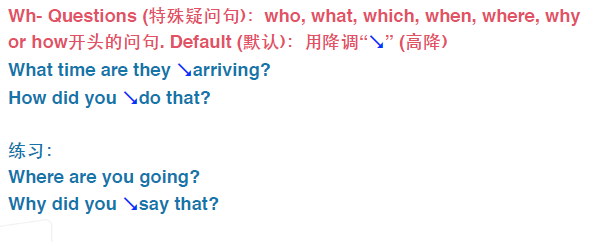 Wh- Questions (特殊疑问句)：who, what, which, when, where, why
or how开头的问句. Default (默认)：用降调“↘” (高降)
What time are they ↘arriving?
How did you ↘do that?
练习：
Where are you going?
Why did you ↘say that?